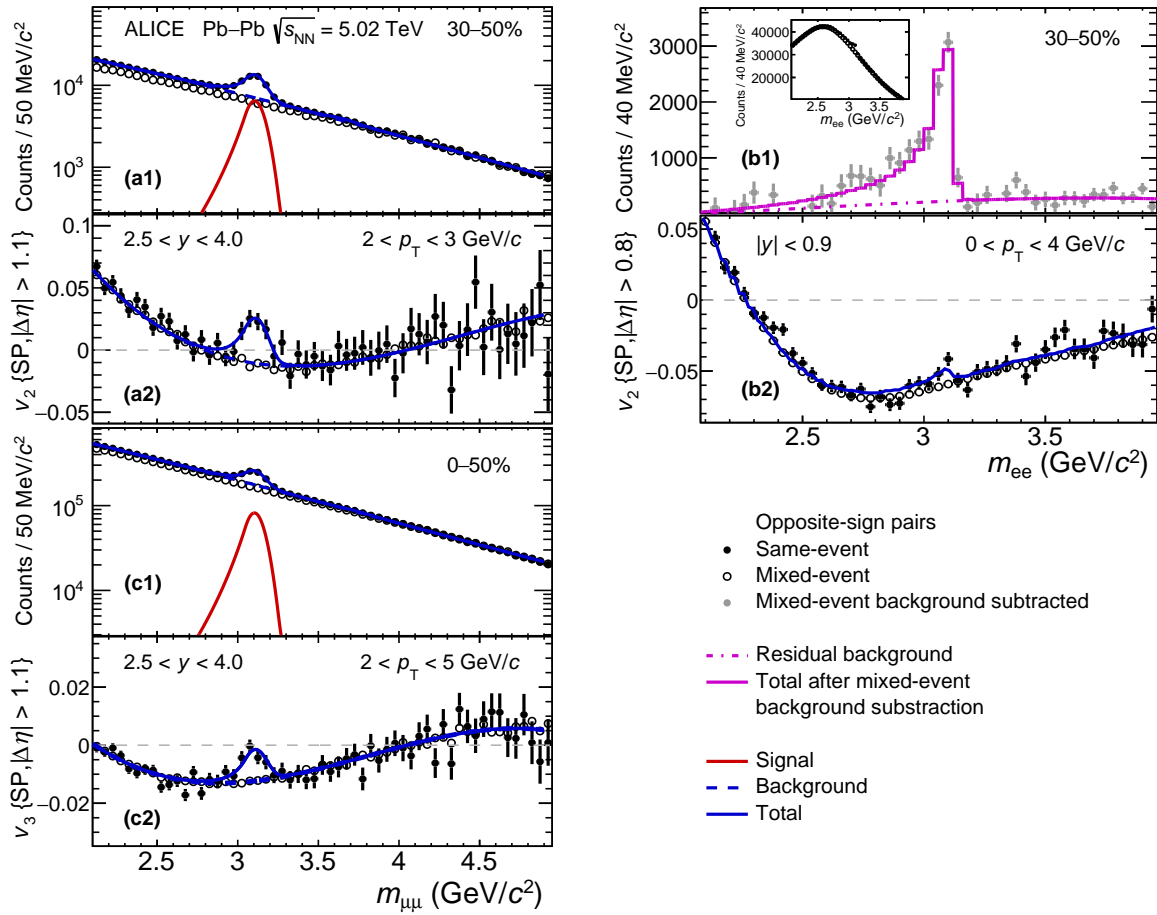 ALICE Pb–Pb √sNN = 5.02 TeV 30–50%
Counts / 50 MeV/c²
10⁴
10³
(a1)
2.5 < y < 4.0 2 < pT < 3 GeV/c
v₂ {SP,|Δη| > 1.1}
0.1
0.05
0
−0.05
(a2)
0–50%
Counts / 50 MeV/c²
10⁵
10⁴
(c1)
2.5 < y < 4.0 2 < pT < 5 GeV/c
v₃ {SP,|Δη| > 1.1}
0.02
0
−0.02
(c2)
2.5 3 3.5 4 4.5
mμμ (GeV/c²)
30–50%
Counts / 40 MeV/c²
3000
2000
1000
0
Counts / 40 MeV/c²
40000
30000
20000
2.5 3 3.5
mee (GeV/c²)
(b1)
|y| < 0.9 0 < pT < 4 GeV/c
v₂ {SP,|Δη| > 0.8}
0.05
0
−0.05
(b2)
2.5 3 3.5
mee (GeV/c²)
Opposite-sign pairs
Same-event
Mixed-event
Mixed-event background subtracted
Residual background
Total after mixed-event
background substraction
Signal
Background
Total